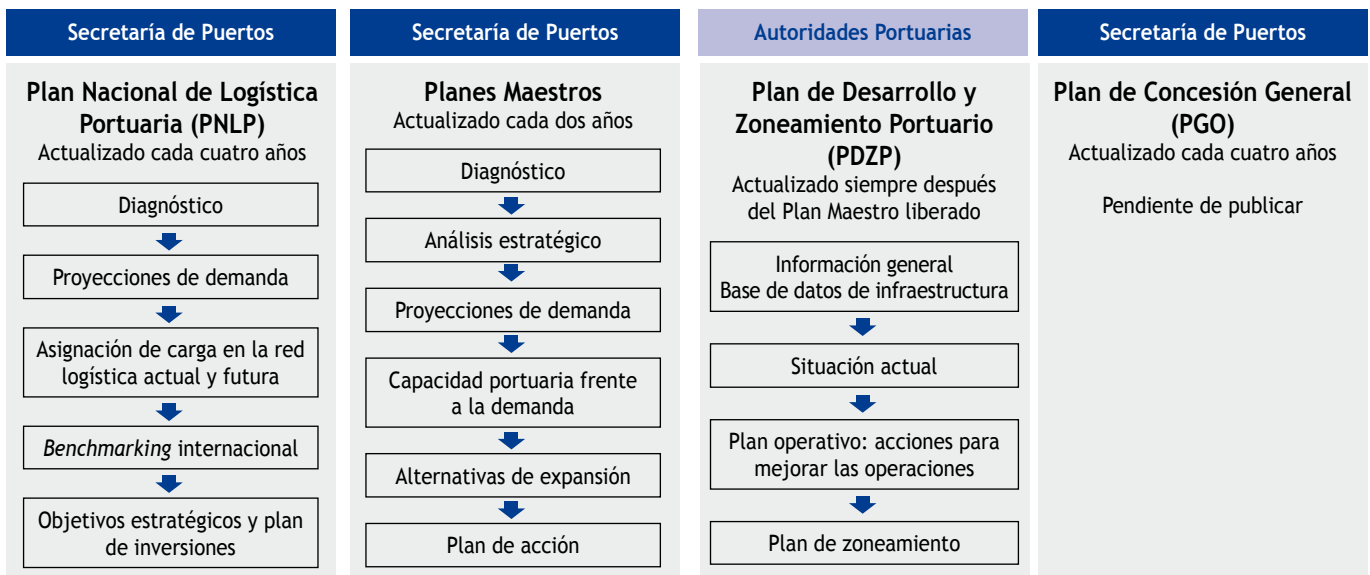 Secretaría de Puertos
Plan Nacional de Logística
Portuaria (PNLP)
Actualizado cada cuatro años
Diagnóstico
Proyecciones de demanda
Asignación de carga en la red
logística actual y futura
Benchmarking internacional
Objetivos estratégicos y plan
de inversiones
Secretaría de Puertos
Planes Maestros
Actualizado cada dos años
Diagnóstico
Análisis estratégico
Proyecciones de demanda
Capacidad portuaria frente
a la demanda
Alternativas de expansión
Plan de acción
Autoridades Portuarias
Plan de Desarrollo y
Zoneamiento Portuario
(PDZP)
Actualizado siempre después
del Plan Maestro liberado
Información general
Base de datos de infraestructura
Situación actual
Plan operativo: acciones para
mejorar las operaciones
Plan de zoneamiento
Secretaría de Puertos
Plan de Concesión General
(PGO)
Actualizado cada cuatro años
Pendiente de publicar